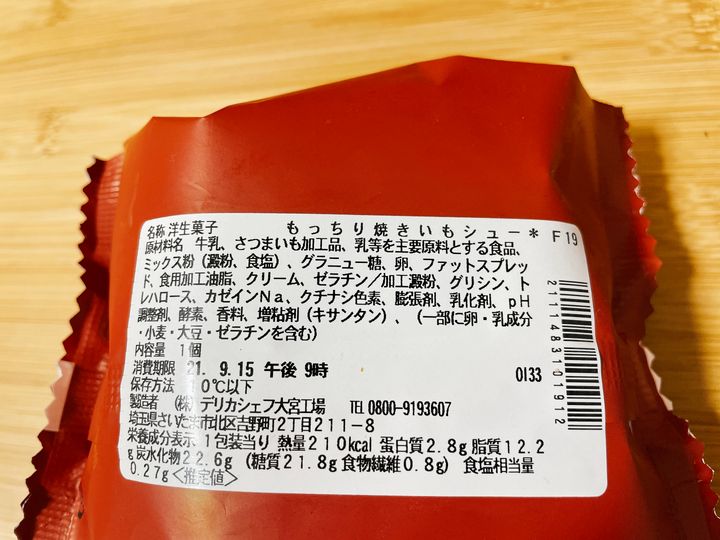 名称 洋生菓子 もっちり焼きいもシュー* F19
原材料名 牛乳、さつまいも加工品、乳等を主要原料とする食品、
ミックス粉(澱粉、食塩)、グラニュー糖、卵、ファットスプレッ
ド、食用加工油脂、クリーム、ゼラチン/加工澱粉、グリシン、ト
レハロース、カゼインNa、クチナシ色素、膨張剤、乳化剤、pH
調整剤、酵素、香料、増粘剤(キサンタン)、(一部に卵・乳成分
・小麦・大豆・ゼラチンを含む)
内容量 1個
消費期限 21. 9.15 午後 9時 0133
保存方法 10℃以下
製造者 (株)デリカシェフ大宮工場 TEL 0800-9193607
埼玉県さいたま市北区吉野町2丁目211-8
栄養成分表示 1包装当り 熱量210kcal 蛋白質2.8g 脂質12.2
g 炭水化物22.6g (糖質21.8g 食物繊維0.8g) 食塩相当量
0.27g <推定値>
2111483101912